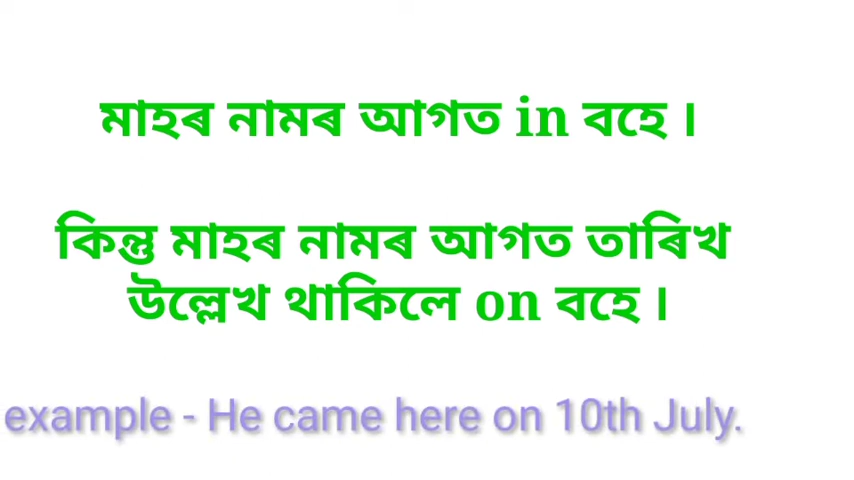 মাহৰ নামৰ আগত in বহে ।
কিন্তু মাহৰ নামৰ আগত তাৰিখ
উল্লেখ থাকিলে on বহে ।
example - He came here on 10th July.